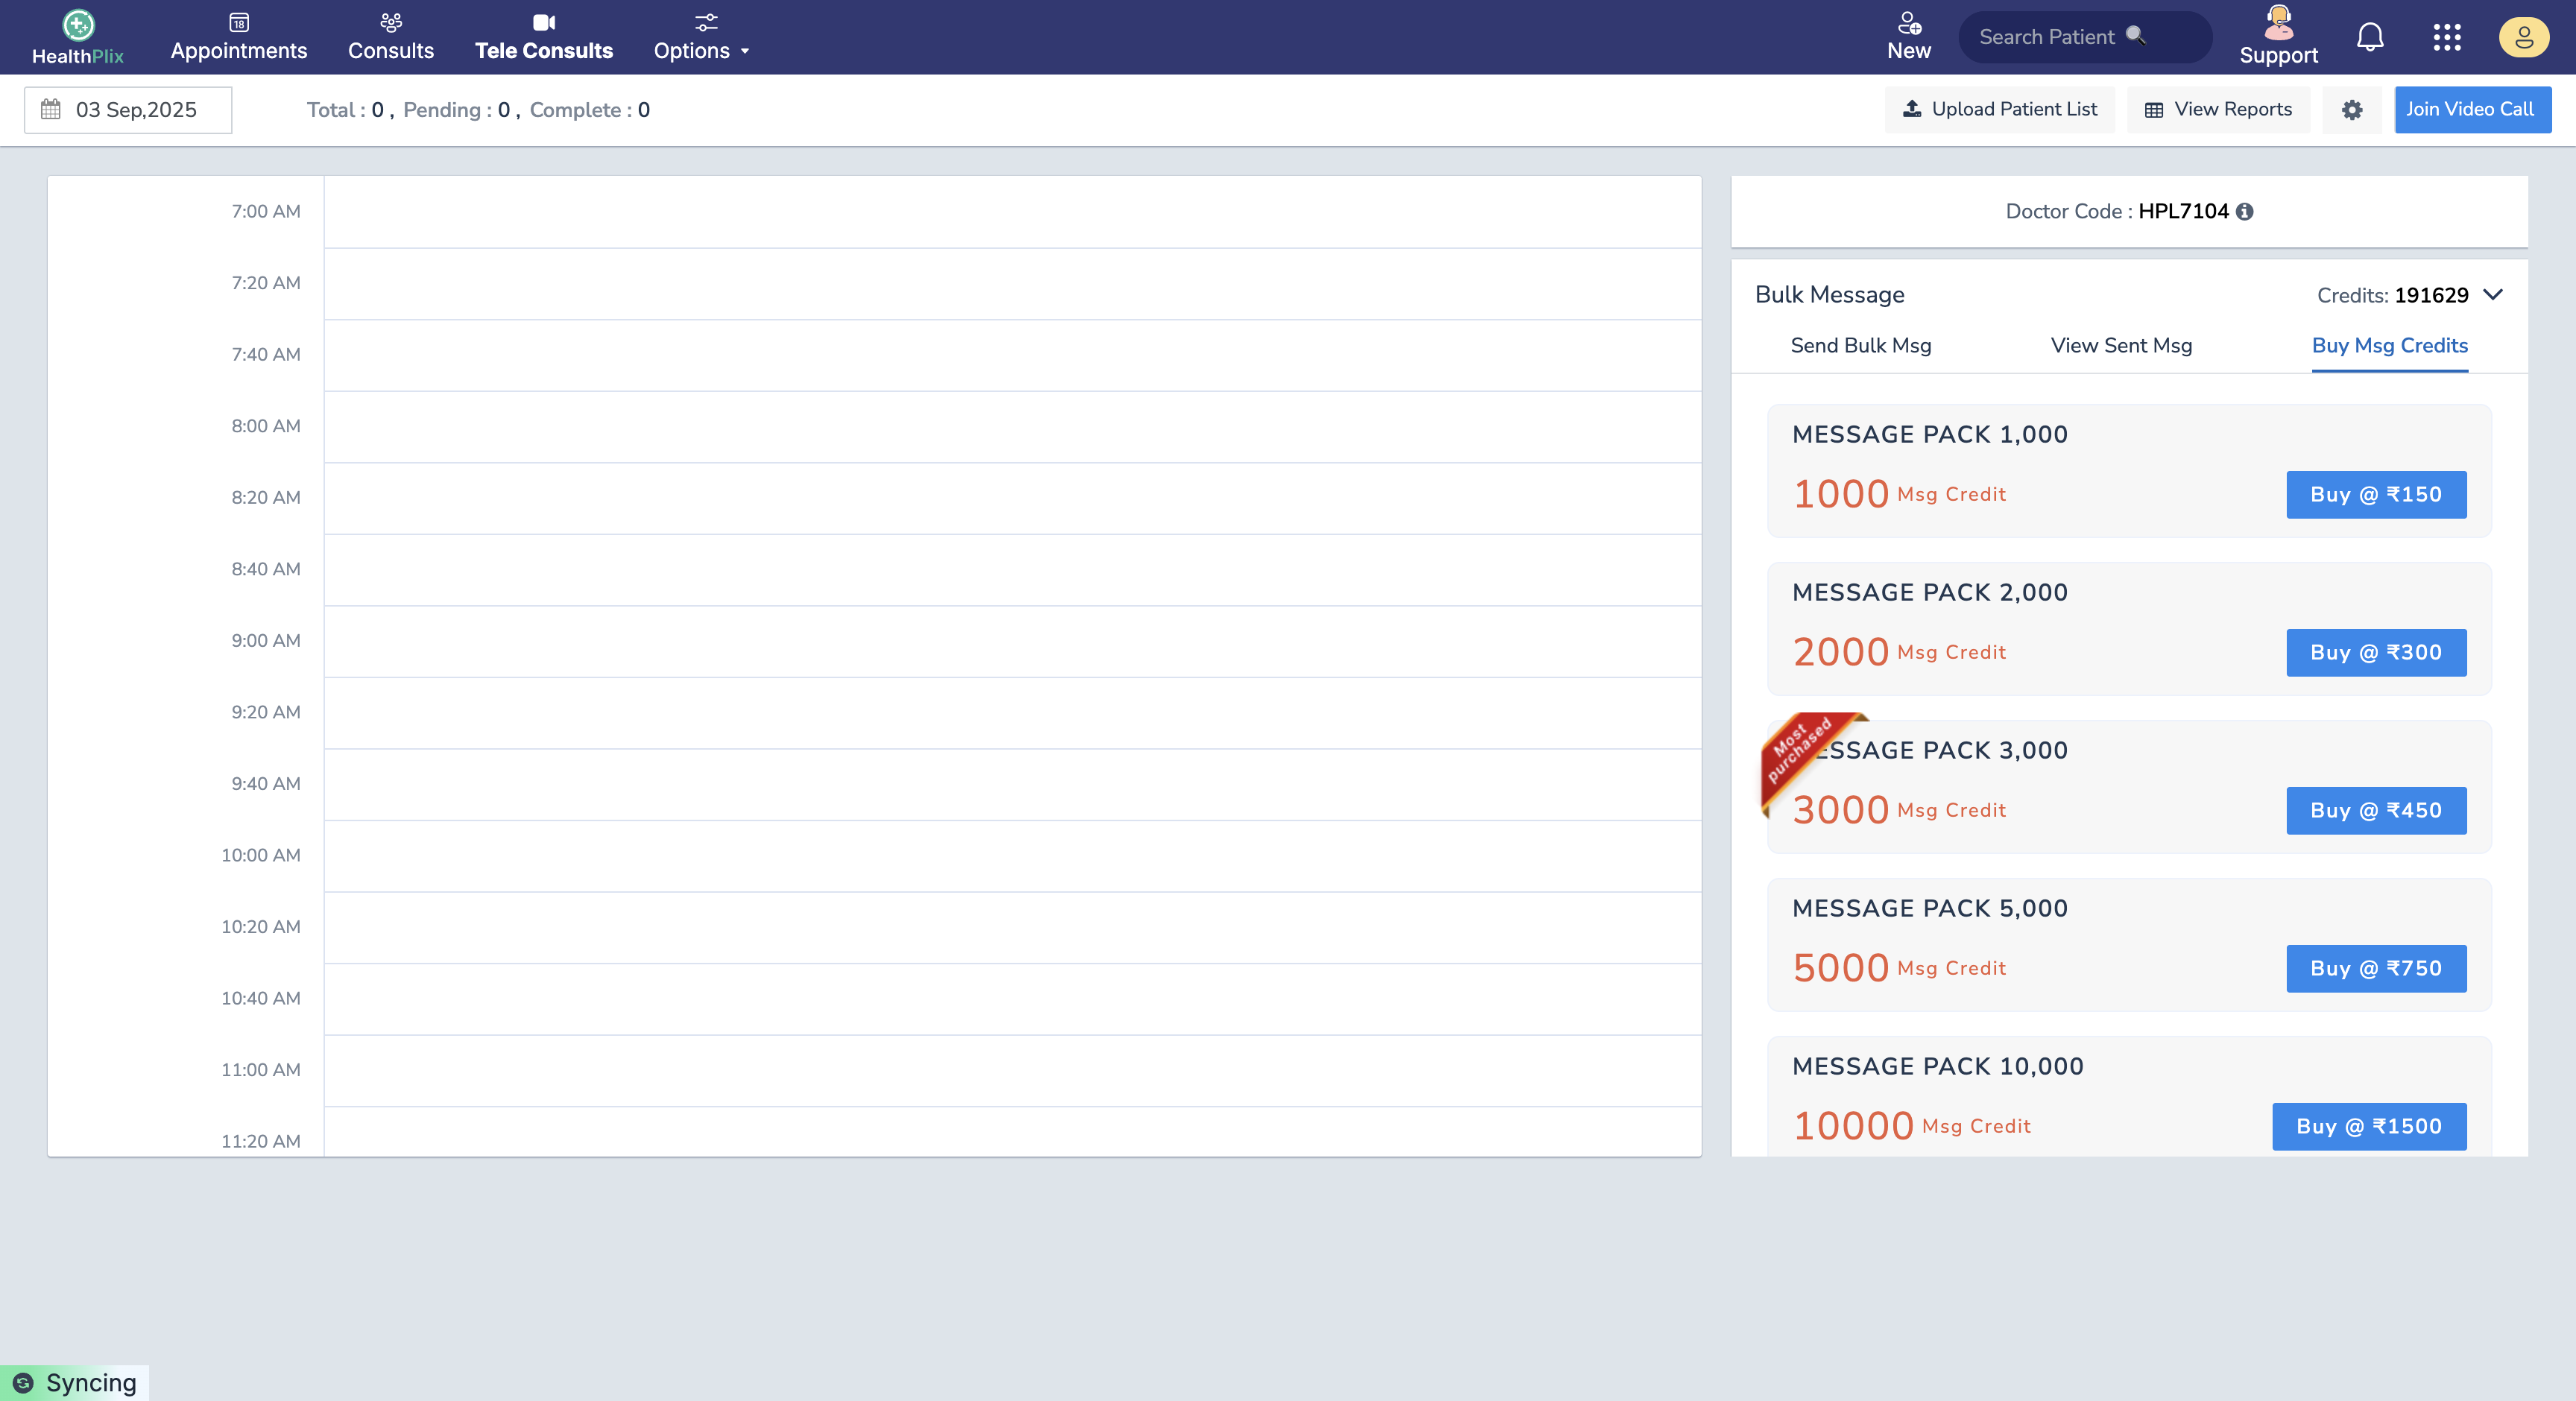 HealthPlix
18
Appointments
Consults
Tele Consults
Options
New
Search Patient
Support
03 Sep,2025
Total : 0 , Pending : 0 , Complete : 0
Upload Patient List
View Reports
Join Video Call
7:00 AM
7:20 AM
7:40 AM
8:00 AM
8:20 AM
8:40 AM
9:00 AM
9:20 AM
9:40 AM
10:00 AM
10:20 AM
10:40 AM
11:00 AM
11:20 AM
Doctor Code : HPL7104
Bulk Message
Credits: 191629
Send Bulk Msg
View Sent Msg
Buy Msg Credits
MESSAGE PACK 1,000
1000 Msg Credit
Buy @ ₹150
MESSAGE PACK 2,000
2000 Msg Credit
Buy @ ₹300
Most
purchased
ESSAGE PACK 3,000
3000 Msg Credit
Buy @ ₹450
MESSAGE PACK 5,000
5000 Msg Credit
Buy @ ₹750
MESSAGE PACK 10,000
10000 Msg Credit
Buy @ ₹1500
Syncing